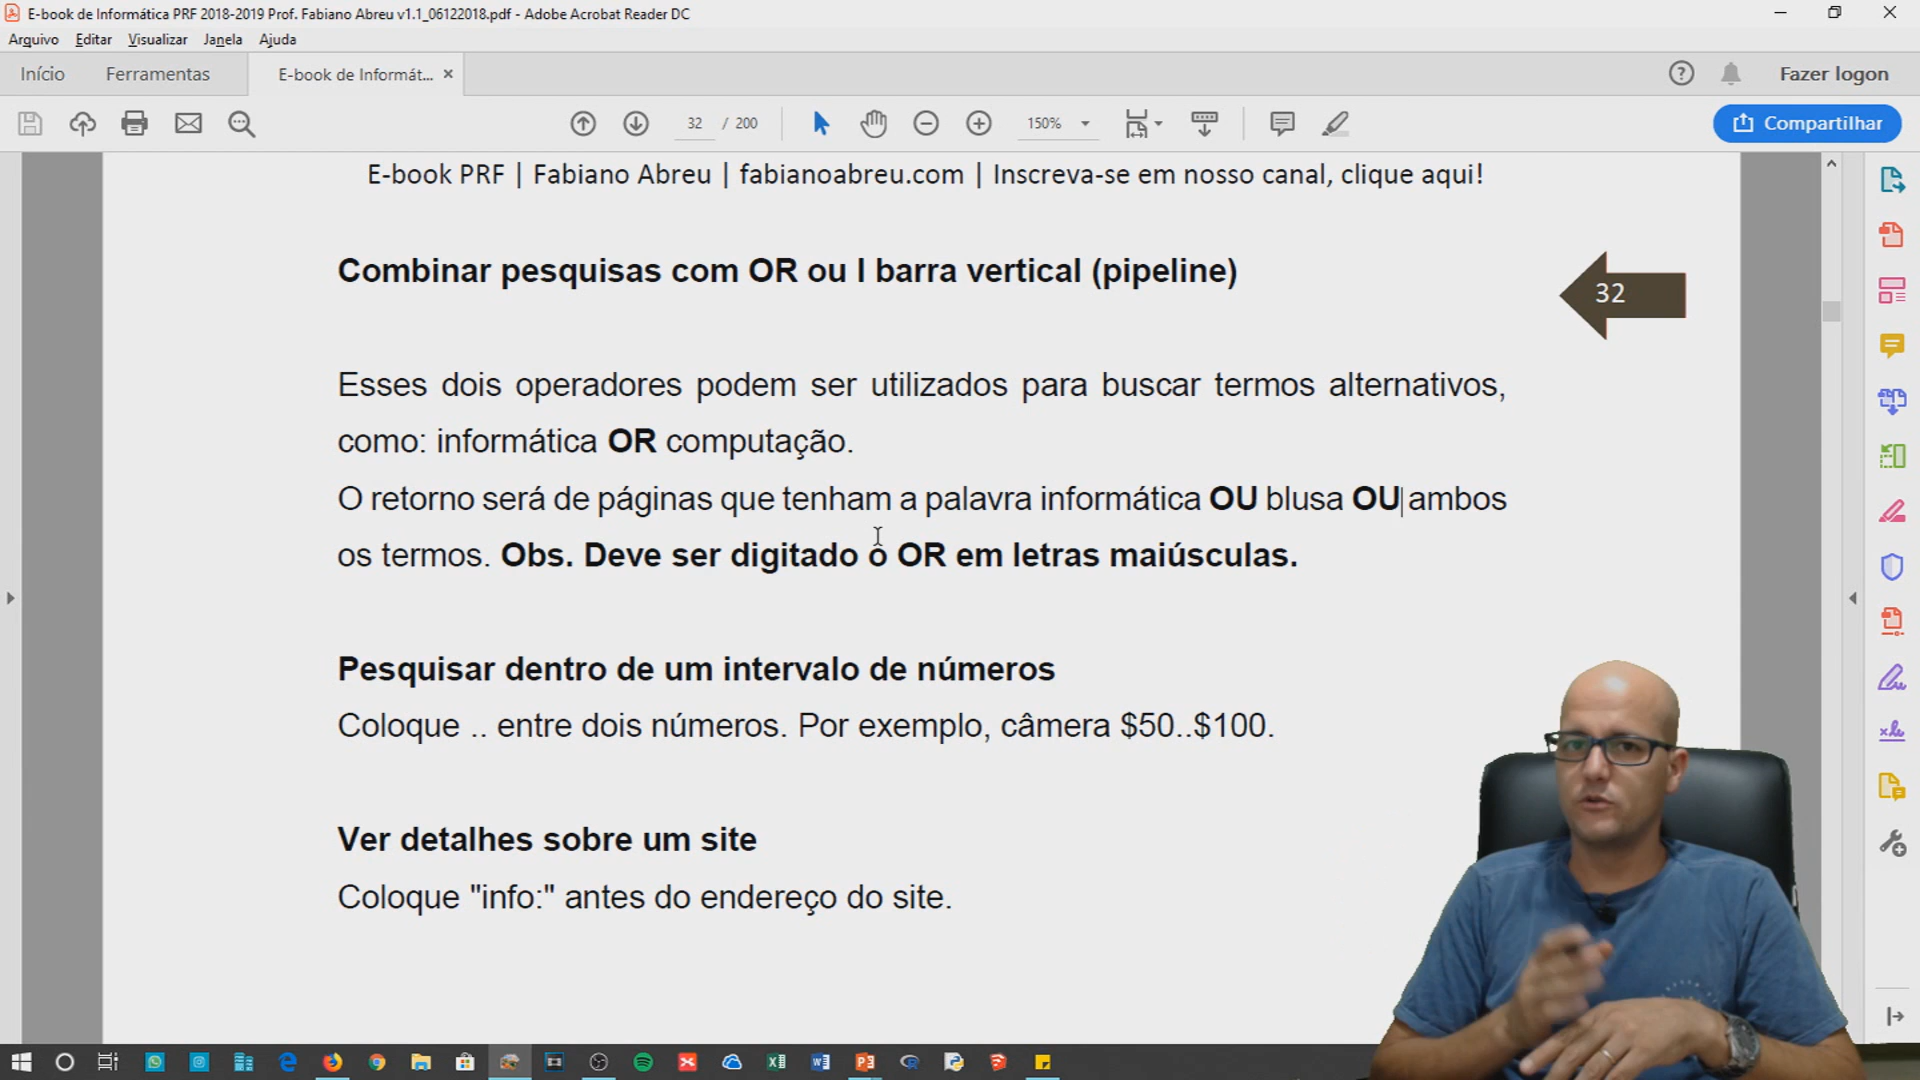 E-book de Informática PRF 2018-2019 Prof. Fabiano Abreu v1.1_06122018.pdf - Adobe Acrobat Reader DC
Arquivo Editar Visualizar Janela Ajuda
Início Ferramentas E-book de Informát... × Fazer logon
32 / 200 150% Compartilhar
E-book PRF | Fabiano Abreu | fabianoabreu.com | Inscreva-se em nosso canal, clique aqui!
Combinar pesquisas com OR ou I barra vertical (pipeline)
32
Esses dois operadores podem ser utilizados para buscar termos alternativos,
como: informática OR computação.
O retorno será de páginas que tenham a palavra informática OU blusa OU ambos
os termos. Obs. Deve ser digitado o OR em letras maiúsculas.
Pesquisar dentro de um intervalo de números
Coloque .. entre dois números. Por exemplo, câmera $50..$100.
Ver detalhes sobre um site
Coloque "info:" antes do endereço do site.